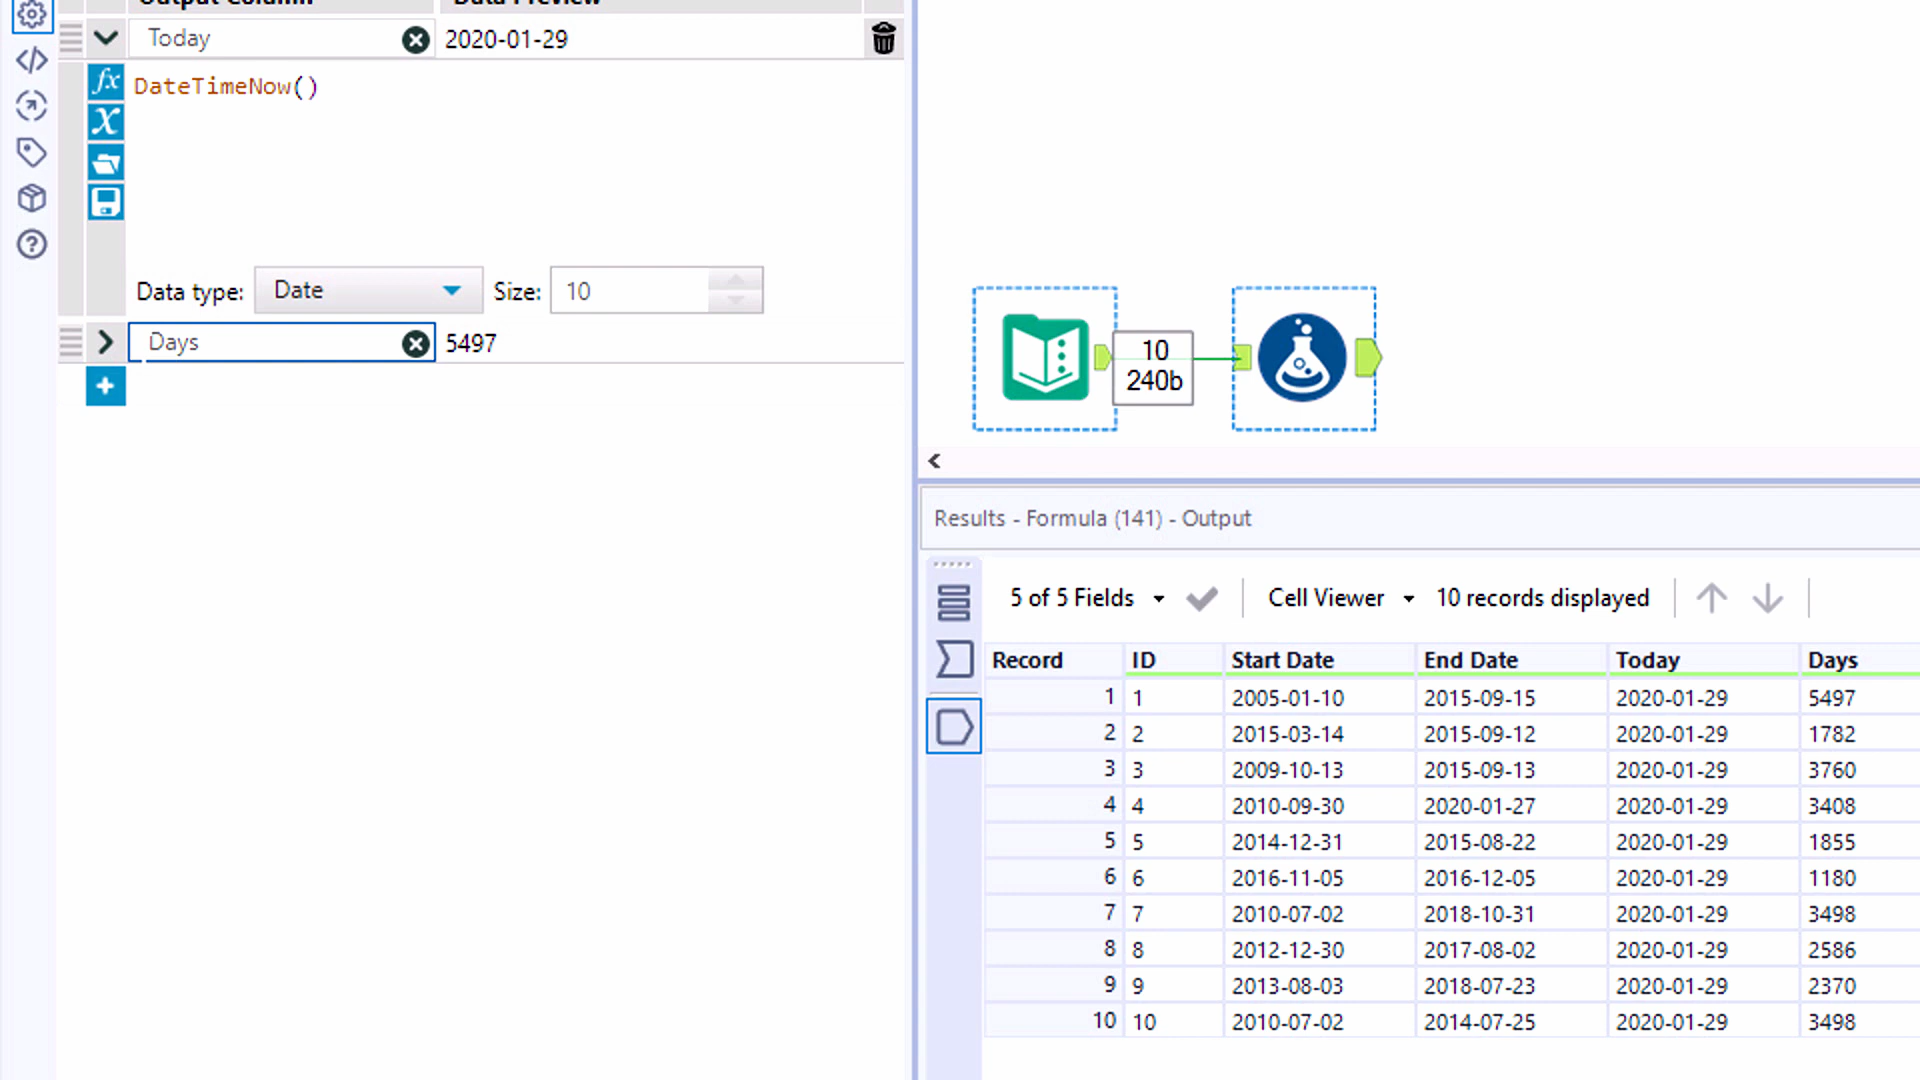 Output Column Data Preview
Today 2020-01-29
fx DateTimeNow()
X
Data type: Date Size: 10
Days 5497
10
240b
Results - Formula (141) - Output
5 of 5 Fields Cell Viewer 10 records displayed
Record ID Start Date End Date Today Days
1 1 2005-01-10 2015-09-15 2020-01-29 5497
2 2 2015-03-14 2015-09-12 2020-01-29 1782
3 3 2009-10-13 2015-09-13 2020-01-29 3760
4 4 2010-09-30 2020-01-27 2020-01-29 3408
5 5 2014-12-31 2015-08-22 2020-01-29 1855
6 6 2016-11-05 2016-12-05 2020-01-29 1180
7 7 2010-07-02 2018-10-31 2020-01-29 3498
8 8 2012-12-30 2017-08-02 2020-01-29 2586
9 9 2013-08-03 2018-07-23 2020-01-29 2370
10 10 2010-07-02 2014-07-25 2020-01-29 3498